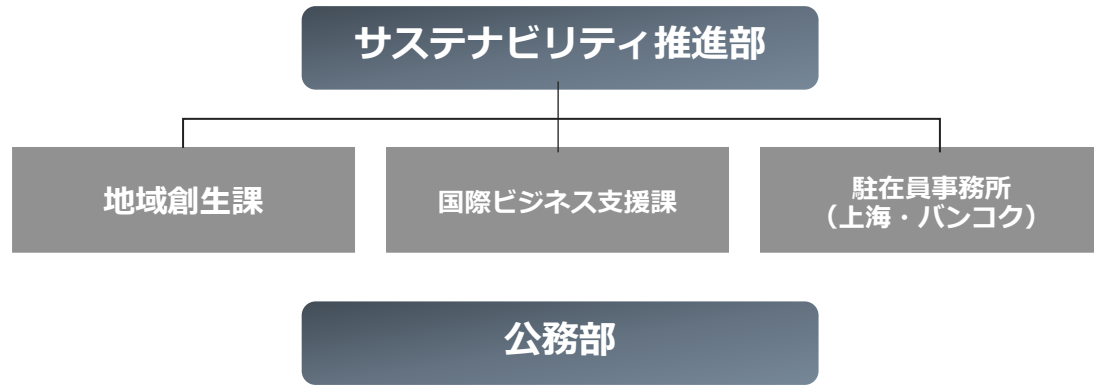 サステナビリティ推進部
地域創生課
国際ビジネス支援課
駐在員事務所
（上海・バンコク）
公務部